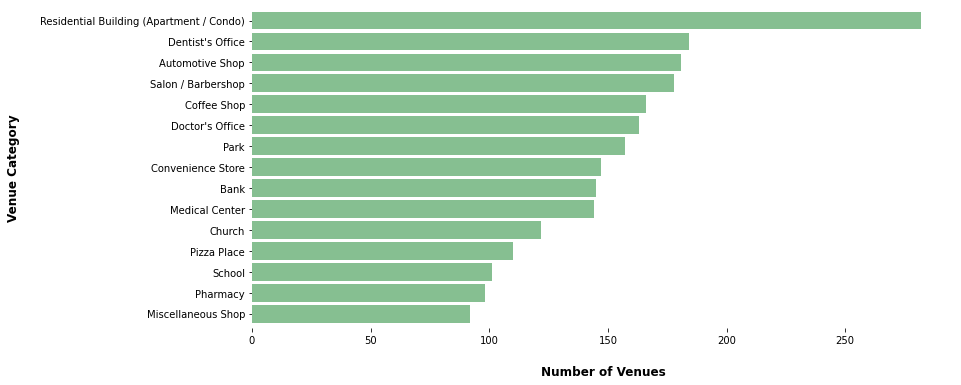 Residential Building (Apartment / Condo)
Dentist's Office
Automotive Shop
Salon / Barbershop
Coffee Shop
Doctor's Office
Park
Convenience Store
Bank
Medical Center
Church
Pizza Place
School
Pharmacy
Miscellaneous Shop
Venue Category
0 50 100 150 200 250
Number of Venues